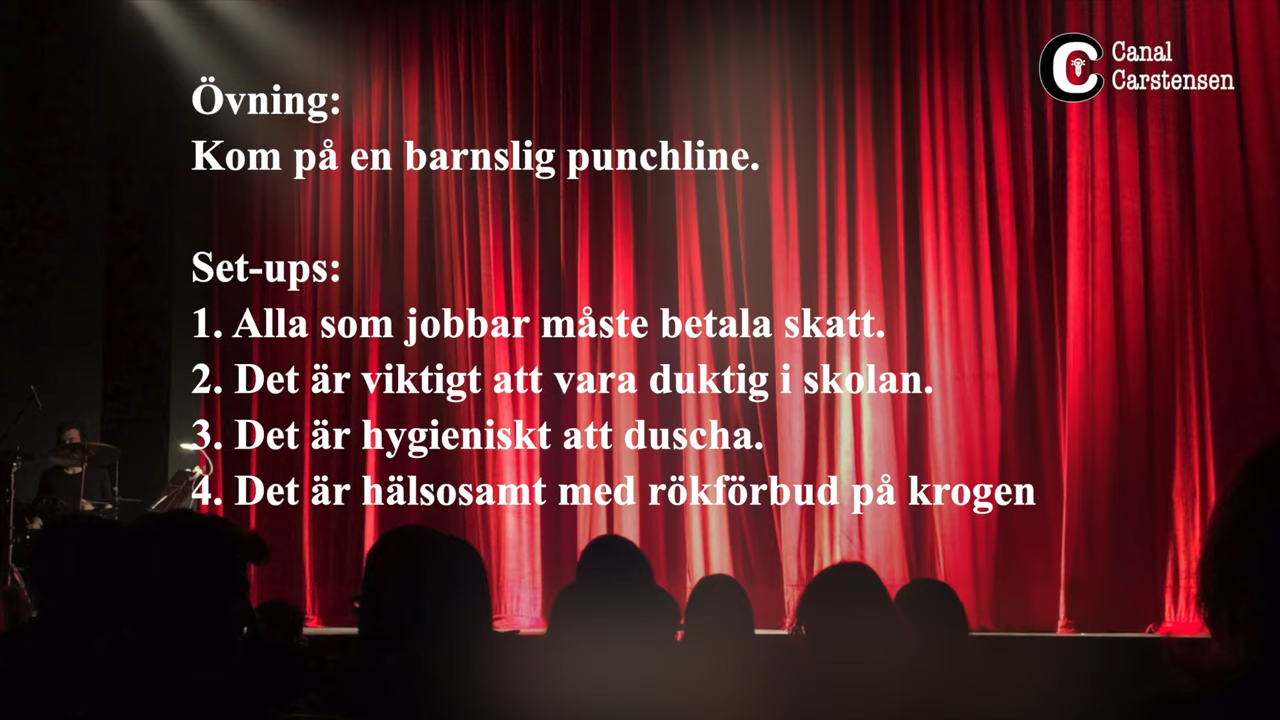 Canal
Carstensen
Övning:
Kom på en barnslig punchline.
Set-ups:
1. Alla som jobbar måste betala skatt.
2. Det är viktigt att vara duktig i skolan.
3. Det är hygieniskt att duscha.
4. Det är hälsosamt med rökförbud på krogen